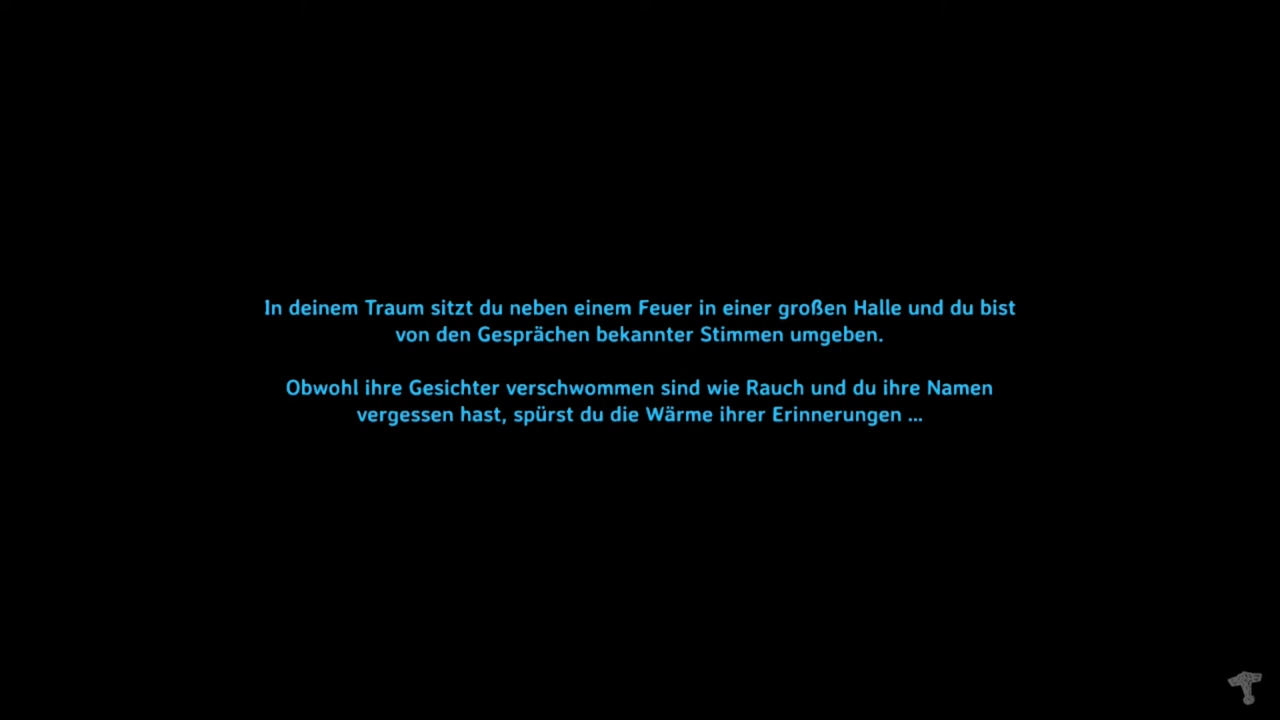 In deinem Traum sitzt du neben einem Feuer in einer großen Halle und du bist
von den Gesprächen bekannter Stimmen umgeben.
Obwohl ihre Gesichter verschwommen sind wie Rauch und du ihre Namen
vergessen hast, spürst du die Wärme ihrer Erinnerungen ...